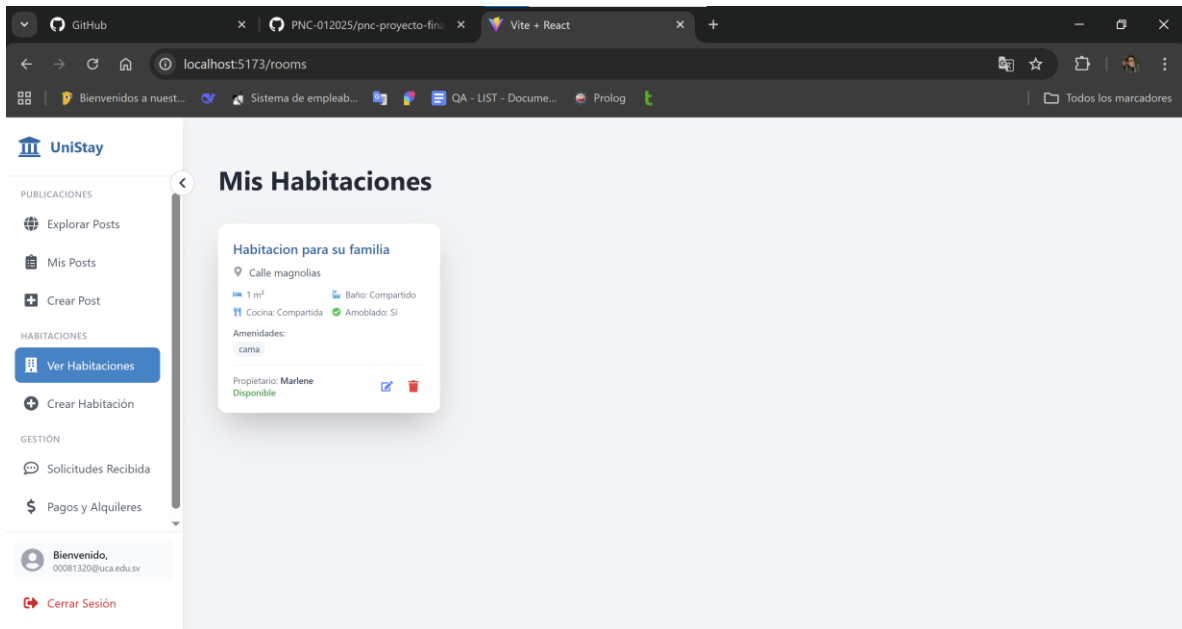 GitHub
PNC-012025/pnc-proyecto-fina
Vite + React
localhost:5173/rooms
Bienvenidos a nuest...
Sistema de empleab...
QA - LIST - Docume...
Prolog
Todos los marcadores
UniStay
PUBLICACIONES
Explorar Posts
Mis Posts
Crear Post
HABITACIONES
Ver Habitaciones
Crear Habitación
GESTIÓN
Solicitudes Recibida
Pagos y Alquileres
Bienvenido,
00081320@uca.edu.sv
Cerrar Sesión
Mis Habitaciones
Habitacion para su familia
Calle magnolias
1 m² Baño: Compartido
Cocina: Compartida Amoblado: Sí
Amenidades:
cama
Propietario: Marlene
Disponible